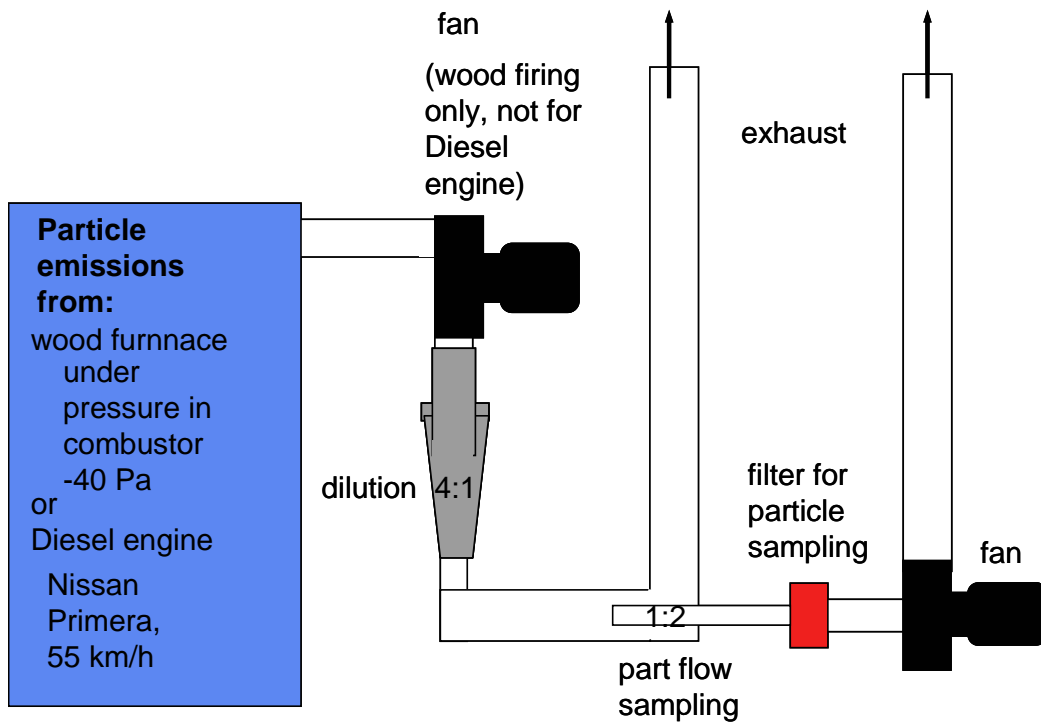 fan
(wood firing
only, not for
Diesel
engine)
exhaust
Particle
emissions
from:
wood furnnace
under
pressure in
combustor
-40 Pa
or
Diesel engine
Nissan
Primera,
55 km/h
dilution
4:1
filter for
particle
sampling
fan
1:2
part flow
sampling